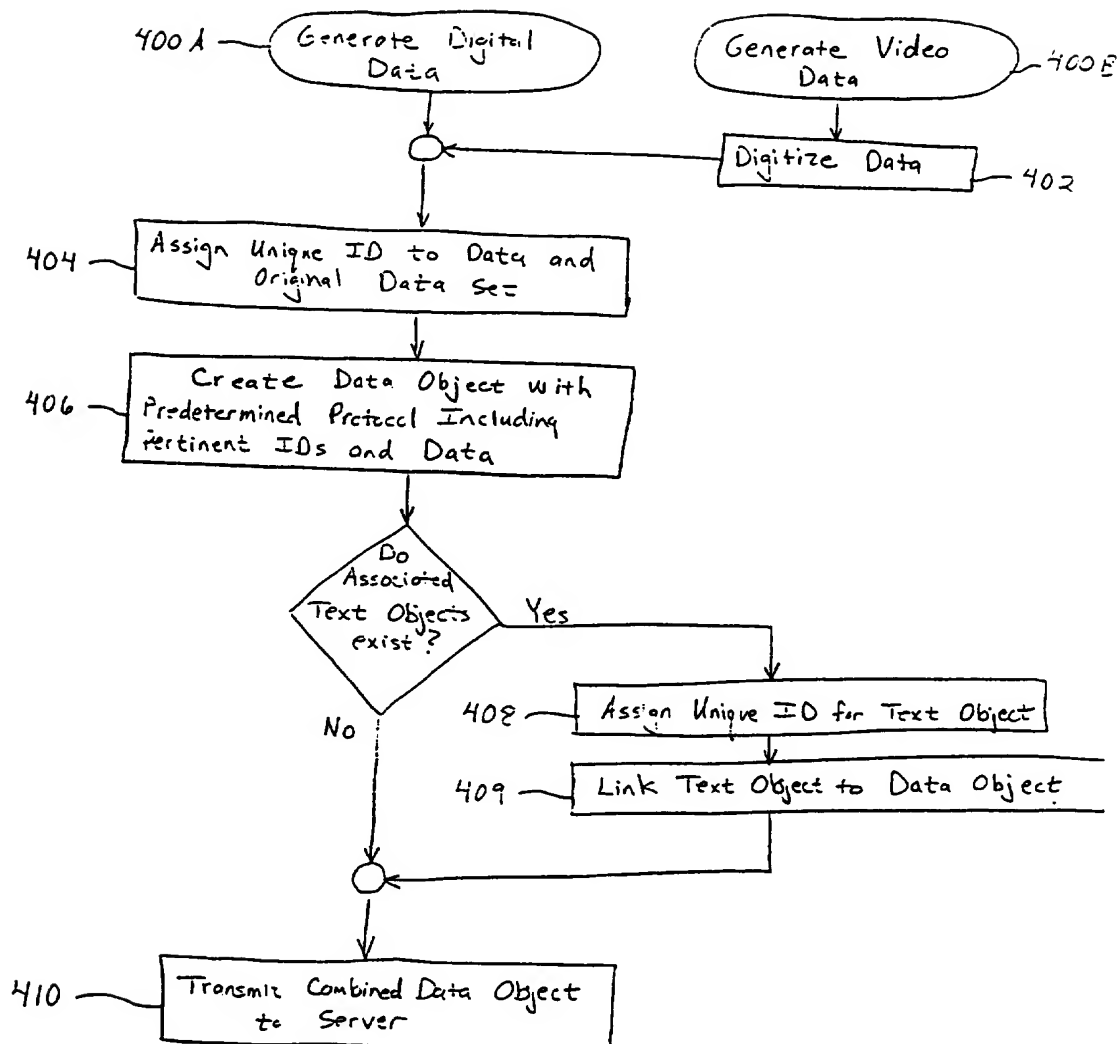 400A
Generate Digital
Data
Generate Video
Data
400B
Digitize Data
402
404
Assign Unique ID to Data and
Original Data Set
406
Create Data Object with
Predetermined Protocol Including
Pertinent IDs and Data
Do
Associated
Text Objects
exist?
Yes
No
408
Assign Unique ID for Text Object
409
Link Text Object to Data Object
410
Transmit Combined Data Object
to Server